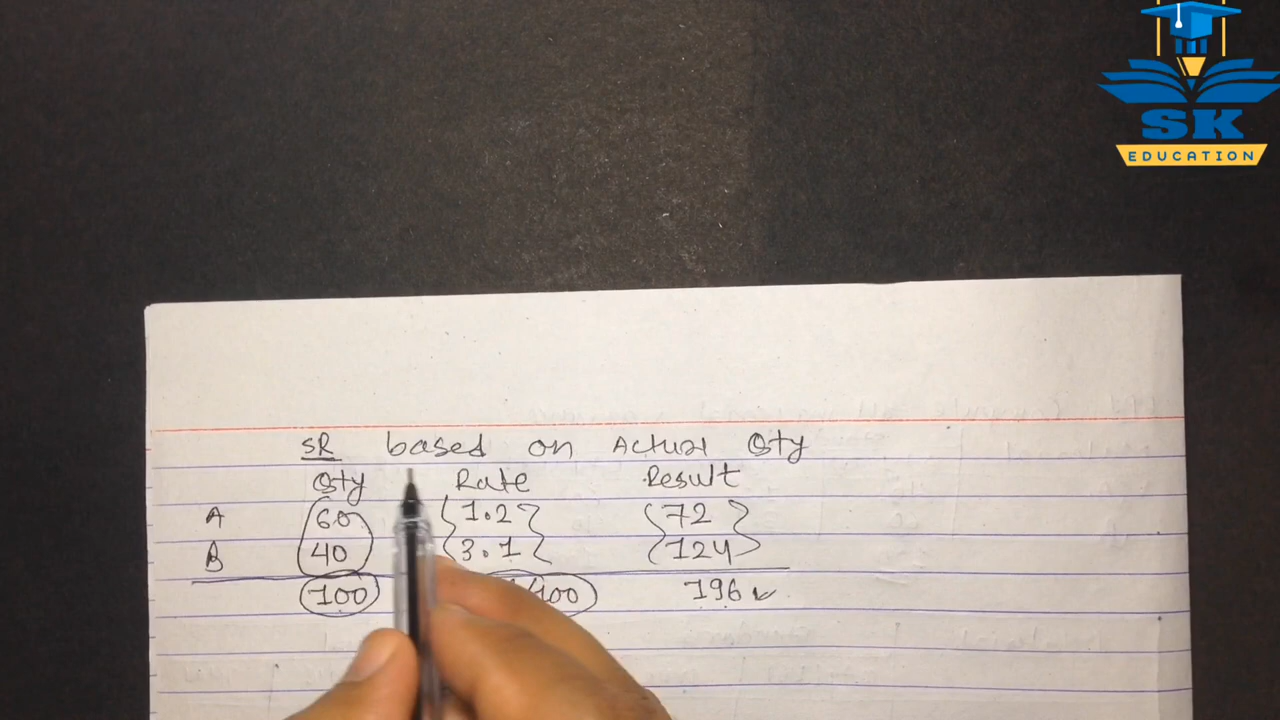 SK
EDUCATION
SR based on Actual Qty
Qty Rate Result
A 60 1.2 72
B 40 3.1 124
100 /100 196